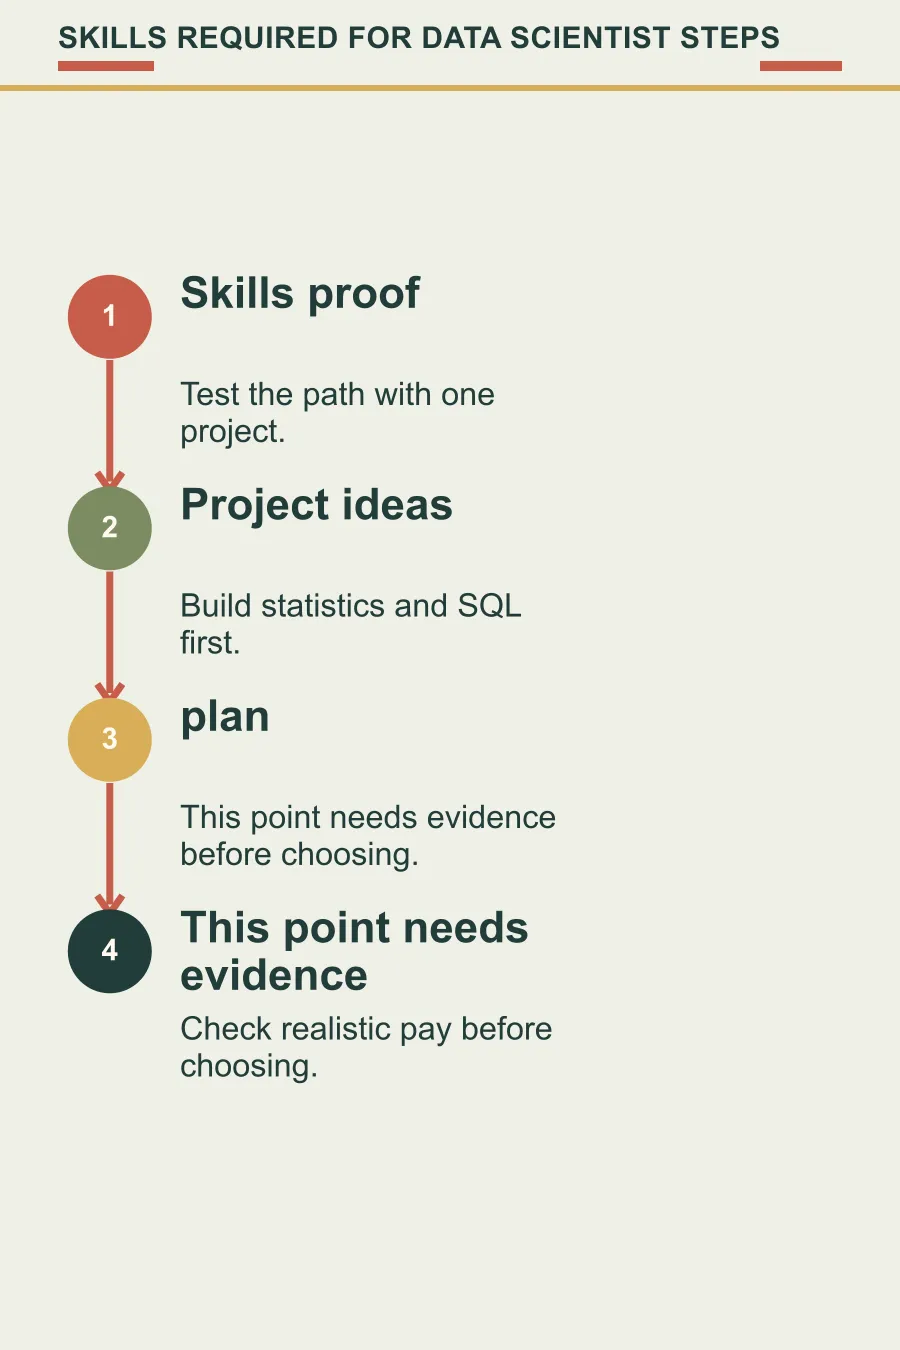 SKILLS REQUIRED FOR DATA SCIENTIST STEPS
1
Skills proof
Test the path with one
project.
2
Project ideas
Build statistics and SQL
first.
3
plan
This point needs evidence
before choosing.
4
This point needs
evidence
Check realistic pay before
choosing.